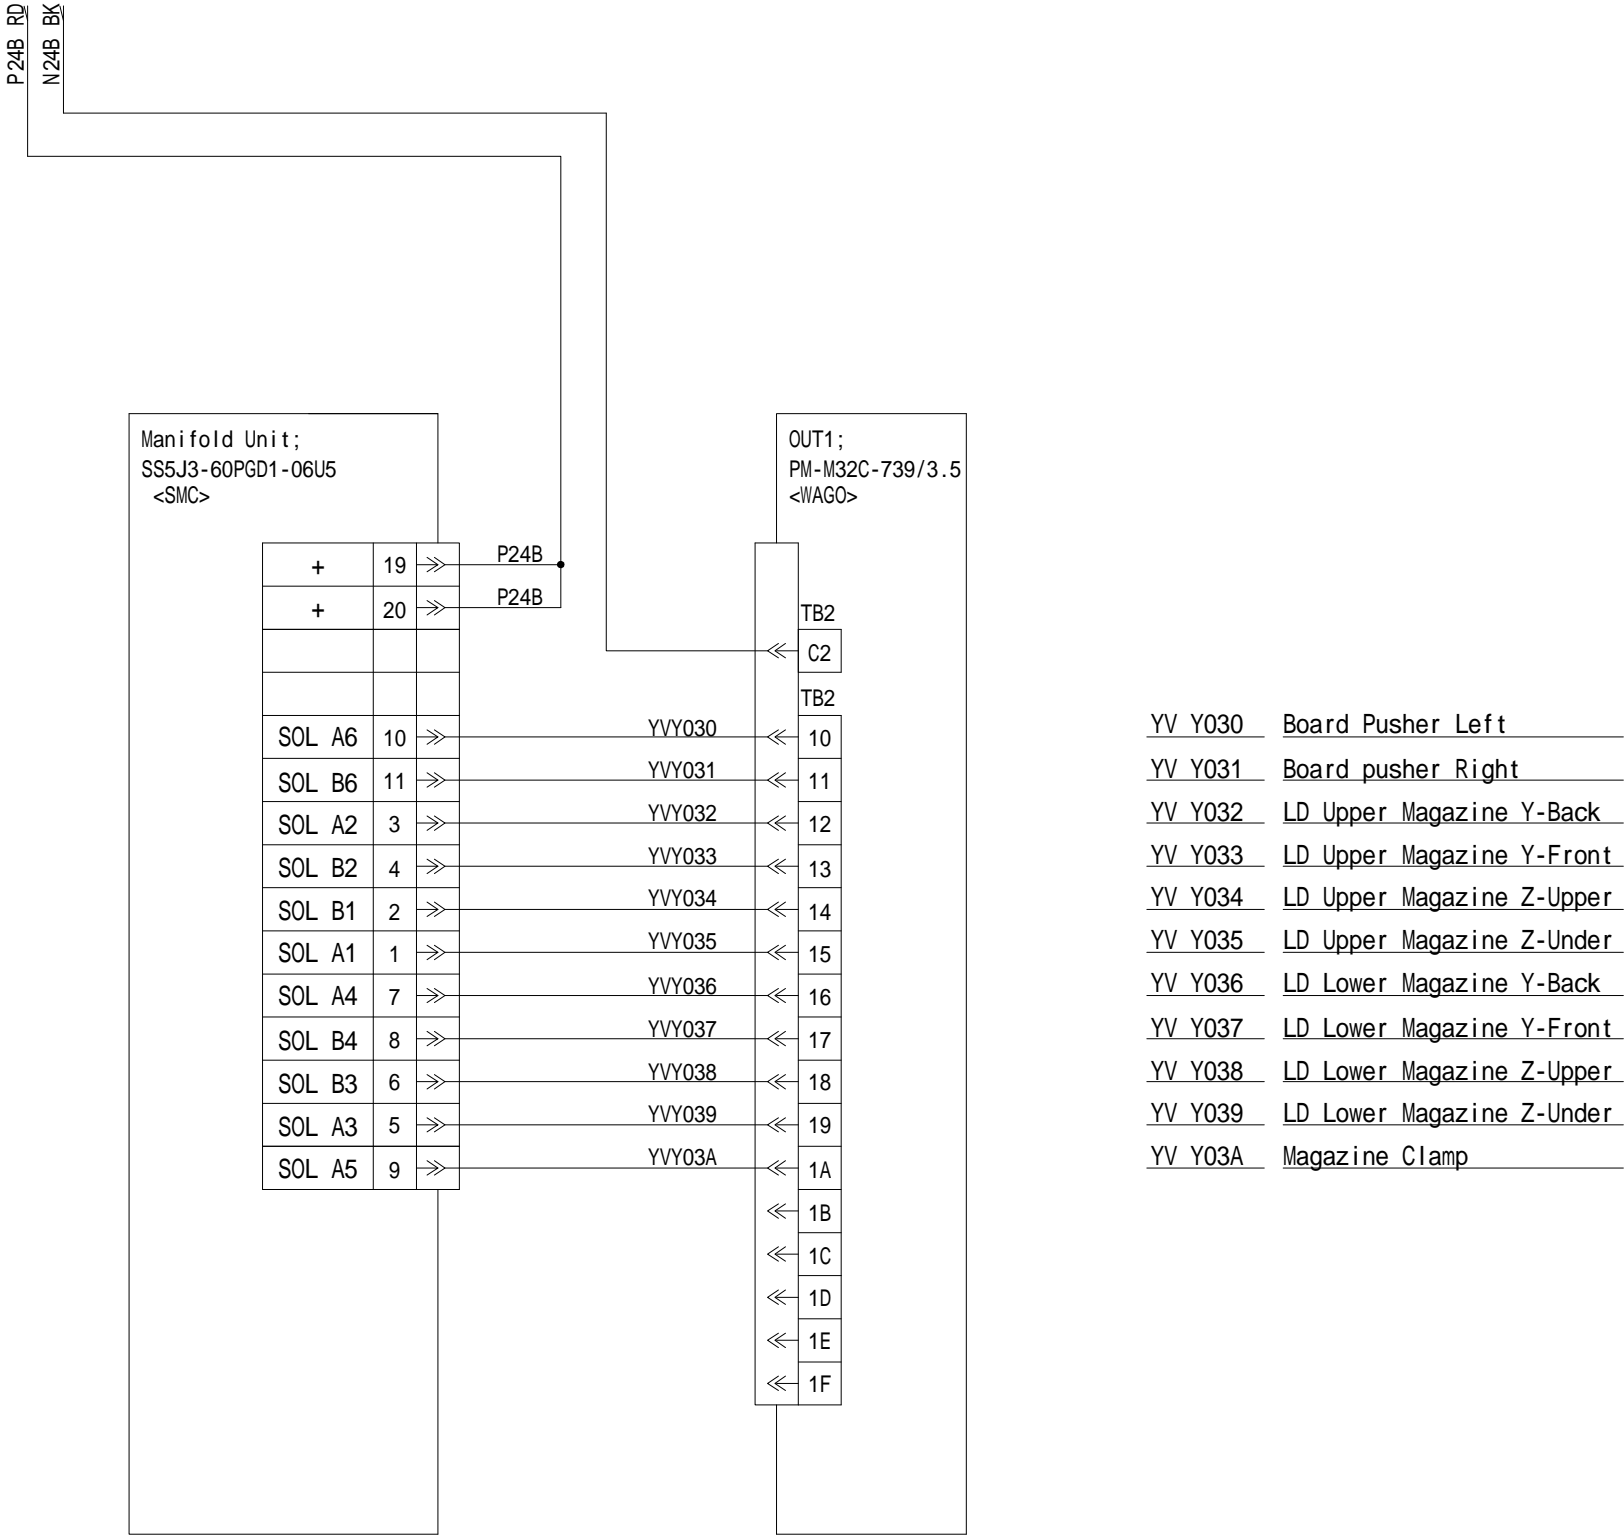 P24B RD
N24B BK
Manifold Unit;
SS5J3-60PGD1-06U5
<SMC>
OUT1;
PM-M32C-739/3.5
<WAGO>
+ 19 P24B
+ 20 P24B
TB2
C2
TB2
SOL A6 10 YVY030 10
SOL B6 11 YVY031 11
SOL A2 3 YVY032 12
SOL B2 4 YVY033 13
SOL B1 2 YVY034 14
SOL A1 1 YVY035 15
SOL A4 7 YVY036 16
SOL B4 8 YVY037 17
SOL B3 6 YVY038 18
SOL A3 5 YVY039 19
SOL A5 9 YVY03A 1A
1B
1C
1D
1E
1F
YV Y030 Board Pusher Left
YV Y031 Board pusher Right
YV Y032 LD Upper Magazine Y-Back
YV Y033 LD Upper Magazine Y-Front
YV Y034 LD Upper Magazine Z-Upper
YV Y035 LD Upper Magazine Z-Under
YV Y036 LD Lower Magazine Y-Back
YV Y037 LD Lower Magazine Y-Front
YV Y038 LD Lower Magazine Z-Upper
YV Y039 LD Lower Magazine Z-Under
YV Y03A Magazine Clamp